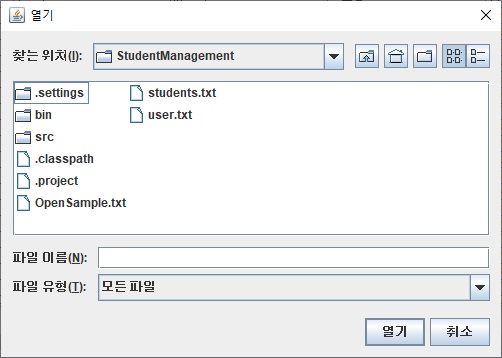 열기
찾는 위치(I): StudentManagement
.settings students.txt
bin user.txt
src
.classpath
.project
OpenSample.txt
파일 이름(N):
파일 유형(T): 모든 파일
열기 취소